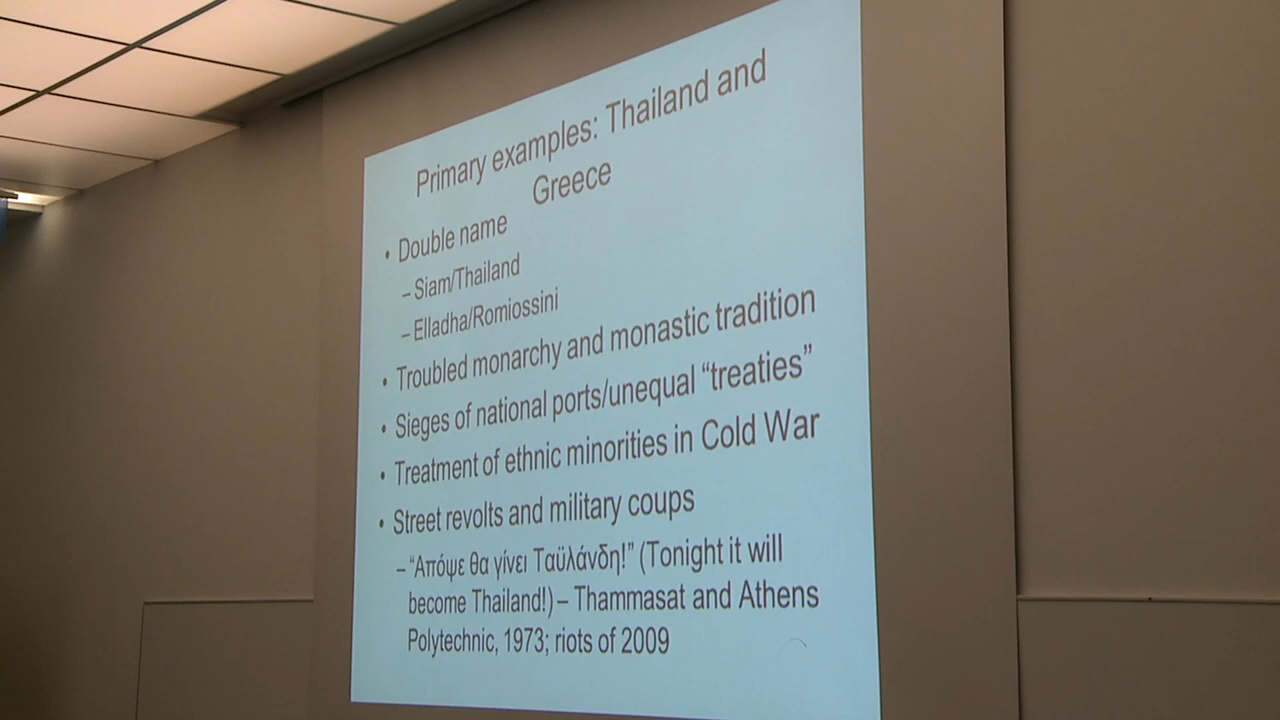 Primary examples: Thailand and
Greece
• Double name
– Siam/Thailand
– Elladha/Romiossini
• Troubled monarchy and monastic tradition
• Sieges of national ports/unequal “treaties”
• Treatment of ethnic minorities in Cold War
• Street revolts and military coups
– “Απόψε θα γίνει Ταϋλάνδη!” (Tonight it will
become Thailand!) – Thammasat and Athens
Polytechnic, 1973; riots of 2009